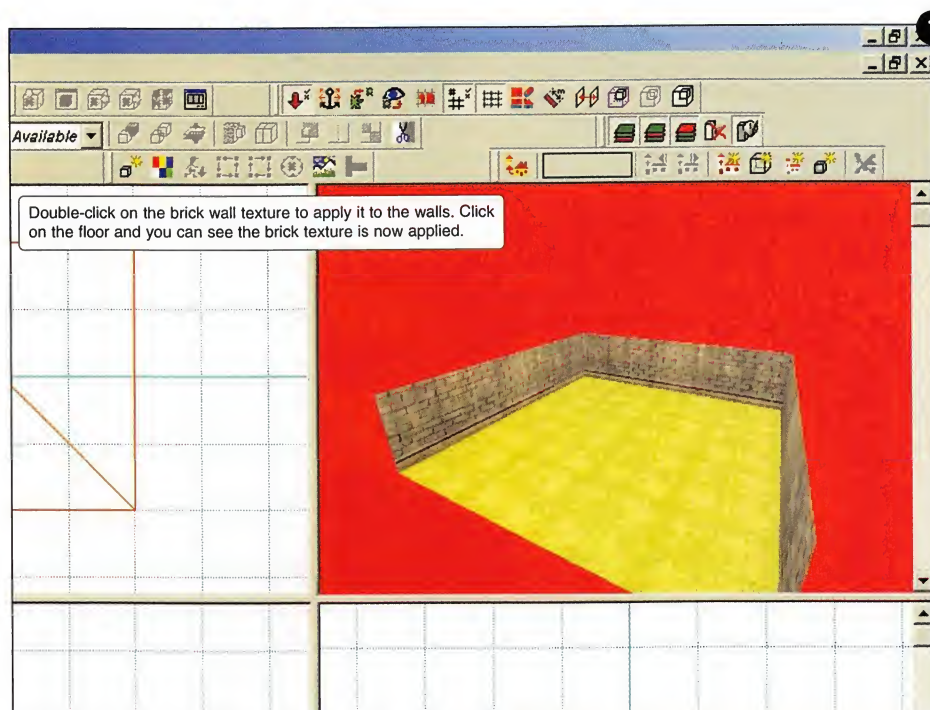 Available
Double-click on the brick wall texture to apply it to the walls. Click
on the floor and you can see the brick texture is now applied.